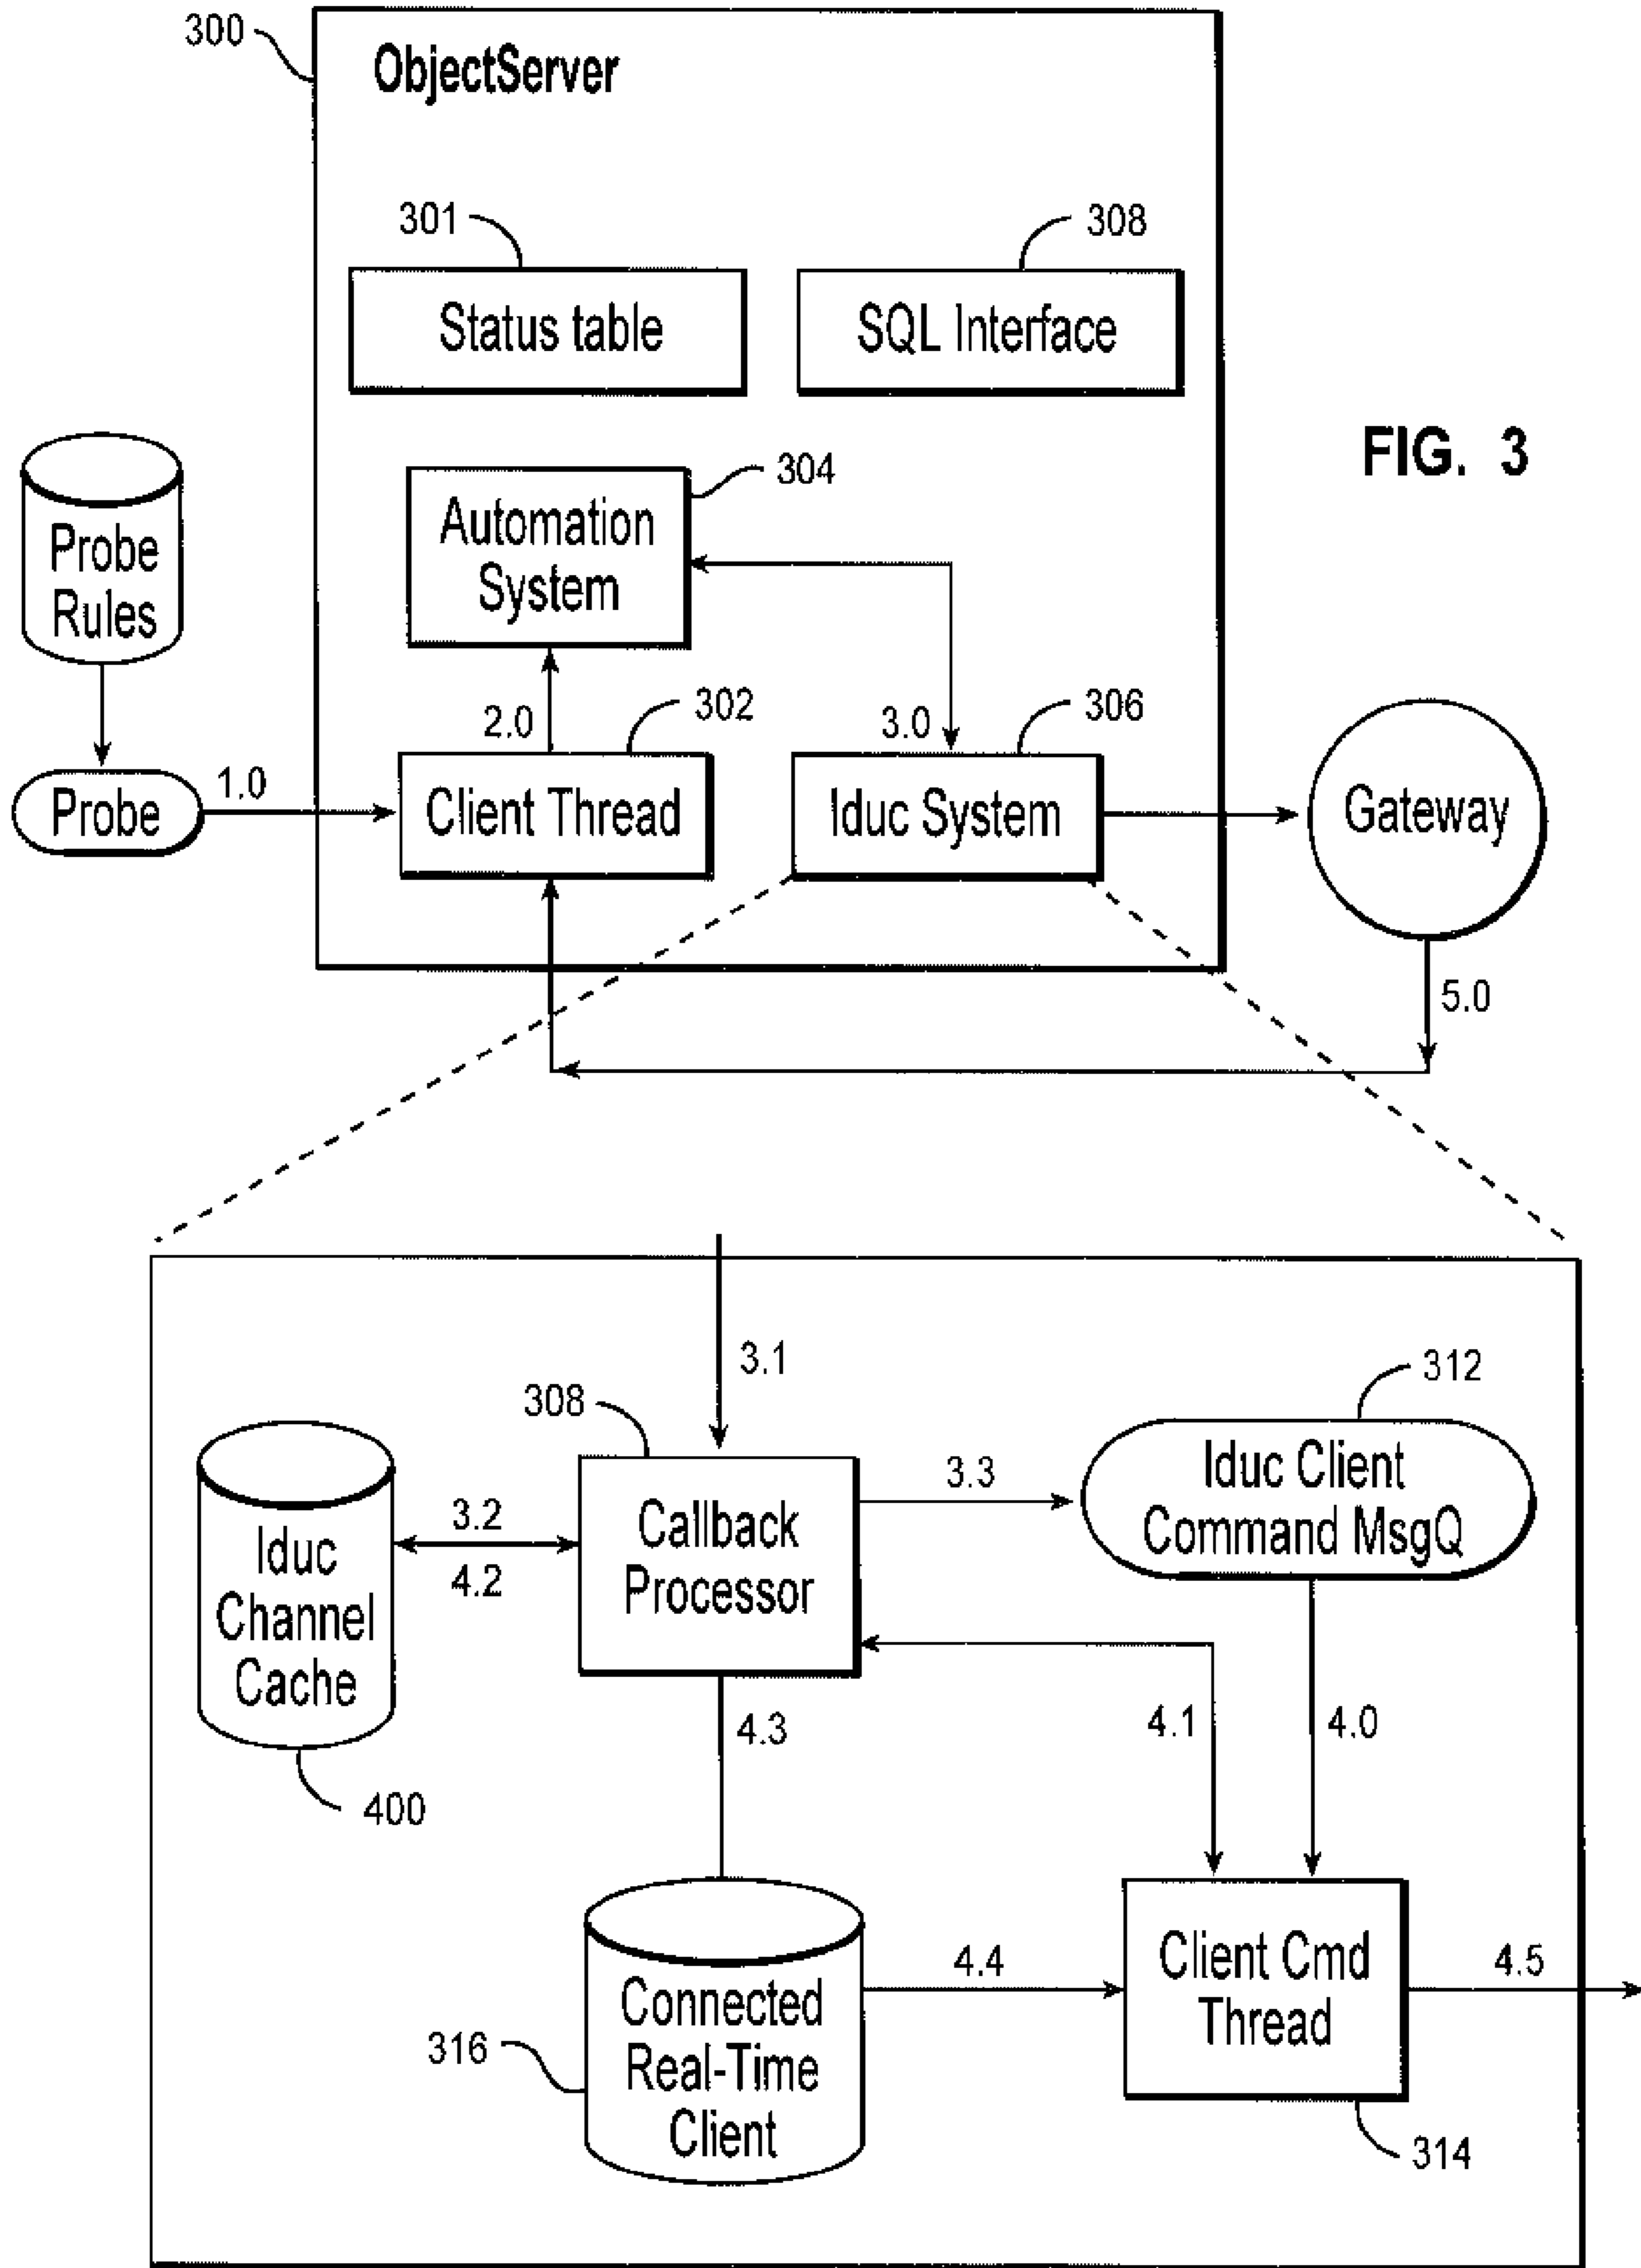 300
ObjectServer
301
308
Status table
SQL Interface
FIG. 3
304
Automation
System
Probe
Rules
2.0
302
3.0
306
Probe
1.0
Client Thread
Iduc System
Gateway
5.0
3.1
308
312
3.3
Iduc Client
Command MsgQ
Callback
Processor
3.2
4.2
Iduc
Channel
Cache
400
4.3
4.1
4.0
4.4
Client Cmd
Thread
4.5
Connected
Real-Time
Client
316
314